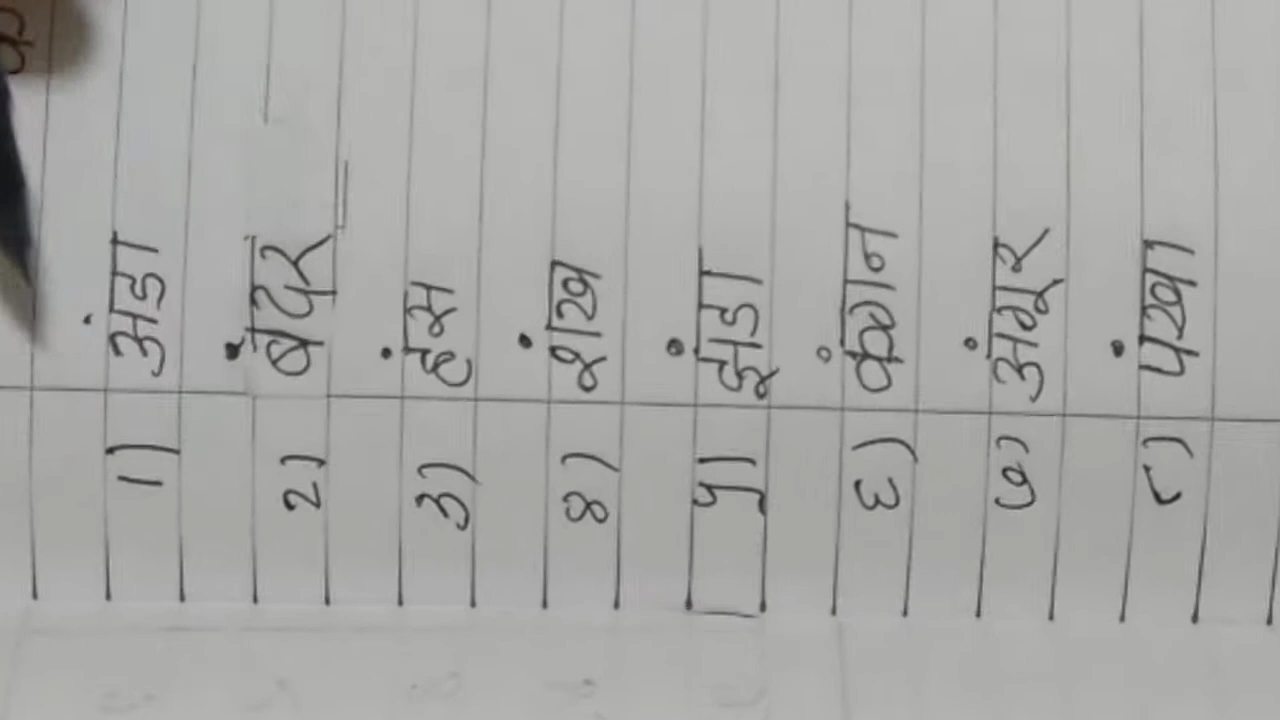 १) अंडा
२) बंदर
३) हंस
४) शंख
५) झंडा
६) कंगन
७) अंगूर
८) पंखा